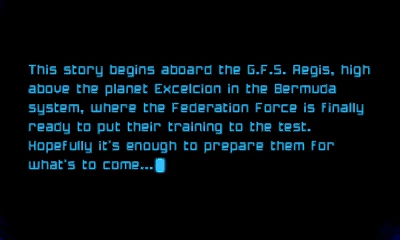 This story begins aboard the G.F.S. Aegis, high
above the planet Excelcion in the Bermuda
system, where the Federation Force is finally
ready to put their training to the test.
Hopefully it's enough to prepare them for
what's to come...